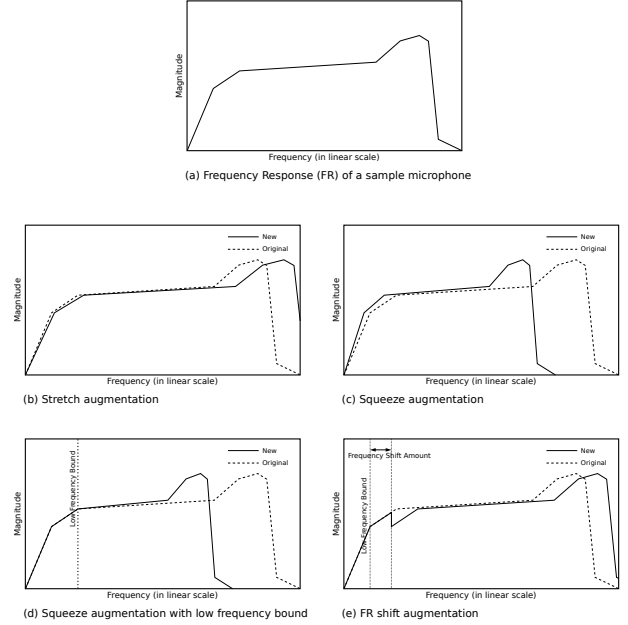 Magnitude
Frequency (in linear scale)
(a) Frequency Response (FR) of a sample microphone
New
Original
Magnitude
Frequency (in linear scale)
(b) Stretch augmentation
New
Original
Magnitude
Frequency (in linear scale)
(c) Squeeze augmentation
New
Original
Low Frequency Bound
Magnitude
Frequency (in linear scale)
(d) Squeeze augmentation with low frequency bound
New
Original
Frequency Shift Amount
Low Frequency Bound
Magnitude
Frequency (in linear scale)
(e) FR shift augmentation